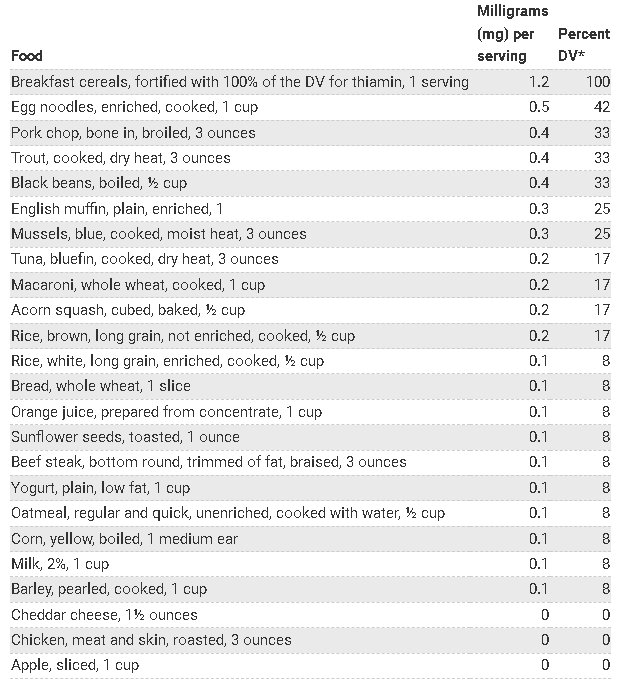 Milligrams
(mg) per Percent
Food serving DV*
Breakfast cereals, fortified with 100% of the DV for thiamin, 1 serving 1.2 100
Egg noodles, enriched, cooked, 1 cup 0.5 42
Pork chop, bone in, broiled, 3 ounces 0.4 33
Trout, cooked, dry heat, 3 ounces 0.4 33
Black beans, boiled, ½ cup 0.4 33
English muffin, plain, enriched, 1 0.3 25
Mussels, blue, cooked, moist heat, 3 ounces 0.3 25
Tuna, bluefin, cooked, dry heat, 3 ounces 0.2 17
Macaroni, whole wheat, cooked, 1 cup 0.2 17
Acorn squash, cubed, baked, ½ cup 0.2 17
Rice, brown, long grain, not enriched, cooked, ½ cup 0.2 17
Rice, white, long grain, enriched, cooked, ½ cup 0.1 8
Bread, whole wheat, 1 slice 0.1 8
Orange juice, prepared from concentrate, 1 cup 0.1 8
Sunflower seeds, toasted, 1 ounce 0.1 8
Beef steak, bottom round, trimmed of fat, braised, 3 ounces 0.1 8
Yogurt, plain, low fat, 1 cup 0.1 8
Oatmeal, regular and quick, unenriched, cooked with water, ½ cup 0.1 8
Corn, yellow, boiled, 1 medium ear 0.1 8
Milk, 2%, 1 cup 0.1 8
Barley, pearled, cooked, 1 cup 0.1 8
Cheddar cheese, 1½ ounces 0 0
Chicken, meat and skin, roasted, 3 ounces 0 0
Apple, sliced, 1 cup 0 0